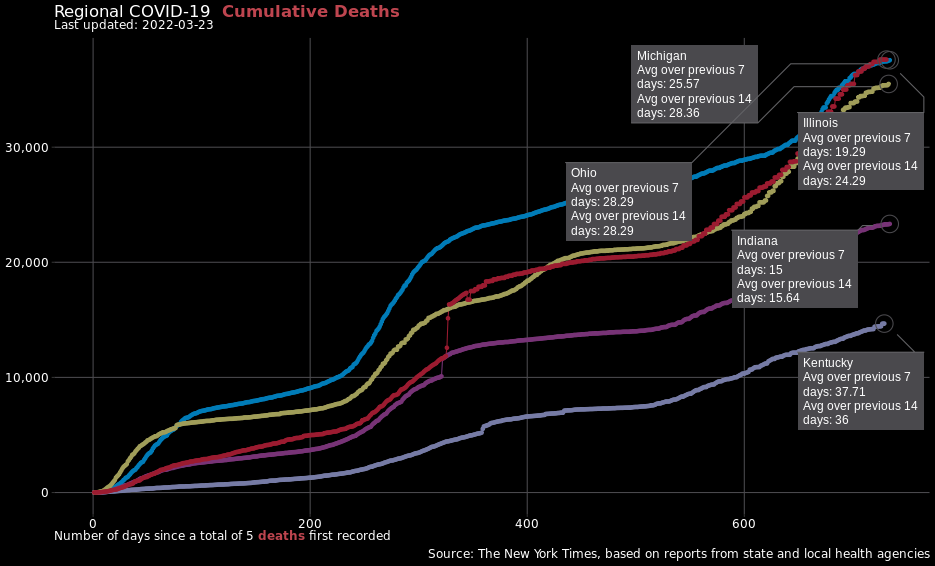 Regional COVID-19 Cumulative Deaths
Last updated: 2022-03-23
Michigan
Avg over previous 7
days: 25.57
Avg over previous 14
days: 28.36
Illinois
Avg over previous 7
days: 19.29
Avg over previous 14
days: 24.29
Ohio
Avg over previous 7
days: 28.29
Avg over previous 14
days: 28.29
Indiana
Avg over previous 7
days: 15
Avg over previous 14
days: 15.64
Kentucky
Avg over previous 7
days: 37.71
Avg over previous 14
days: 36
30,000
20,000
10,000
0
0 200 400 600
Number of days since a total of 5 deaths first recorded
Source: The New York Times, based on reports from state and local health agencies